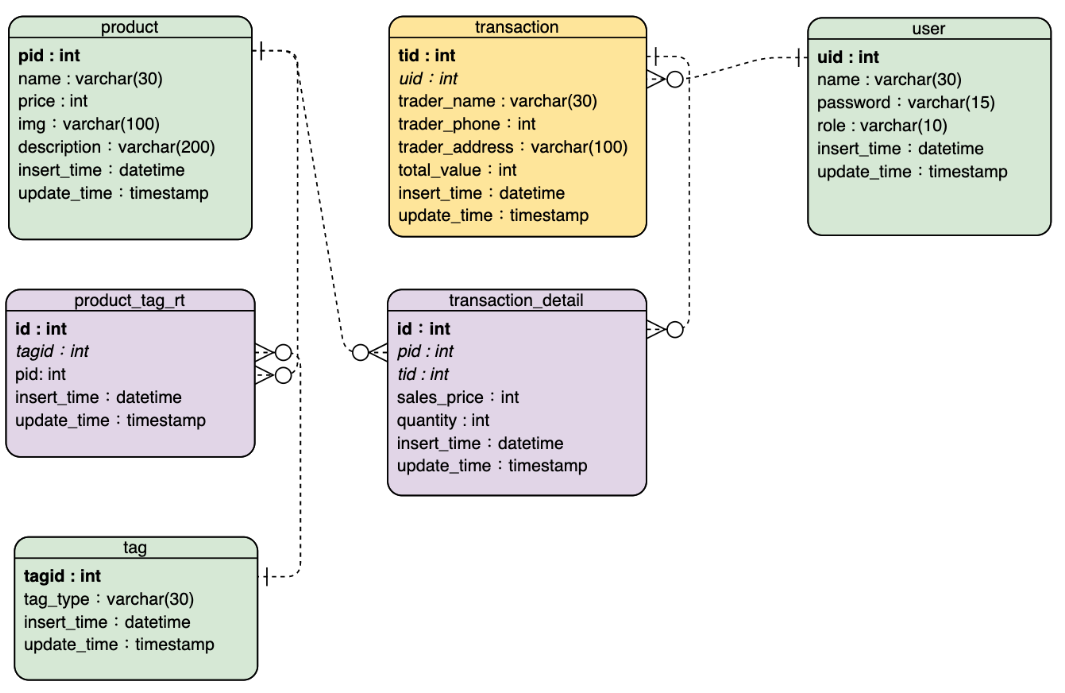 product
pid : int
name : varchar(30)
price : int
img：varchar(100)
description：varchar(200)
insert_time：datetime
update_time：timestamp
transaction
tid : int
uid：int
trader_name : varchar(30)
trader_phone：int
trader_address：varchar(100)
total_value：int
insert_time：datetime
update_time：timestamp
user
uid : int
name : varchar(30)
password：varchar(15)
role : varchar(10)
insert_time：datetime
update_time：timestamp
product_tag_rt
id : int
tagid：int
pid: int
insert_time：datetime
update_time：timestamp
transaction_detail
id：int
pid : int
tid : int
sales_price：int
quantity : int
insert_time：datetime
update_time：timestamp
tag
tagid : int
tag_type：varchar(30)
insert_time：datetime
update_time：timestamp